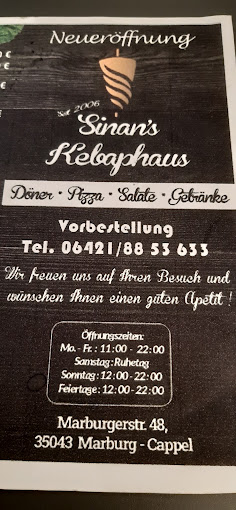 Neueröffnung
Seit 2006
Sinan's
Kebaphaus
Döner • Pizza • Salate • Getränke
Vorbestellung
Tel. 06421/88 53 633
Wir freuen uns auf Ihren Besuch und
wünschen Ihnen einen guten Apetit !
Öffnungszeiten:
Mo. - Fr. : 11:00 - 22:00
Samstag : Ruhetag
Sonntag : 12:00 - 22:00
Feiertage : 12:00 - 22:00
Marburgerstr. 48,
35043 Marburg - Cappel